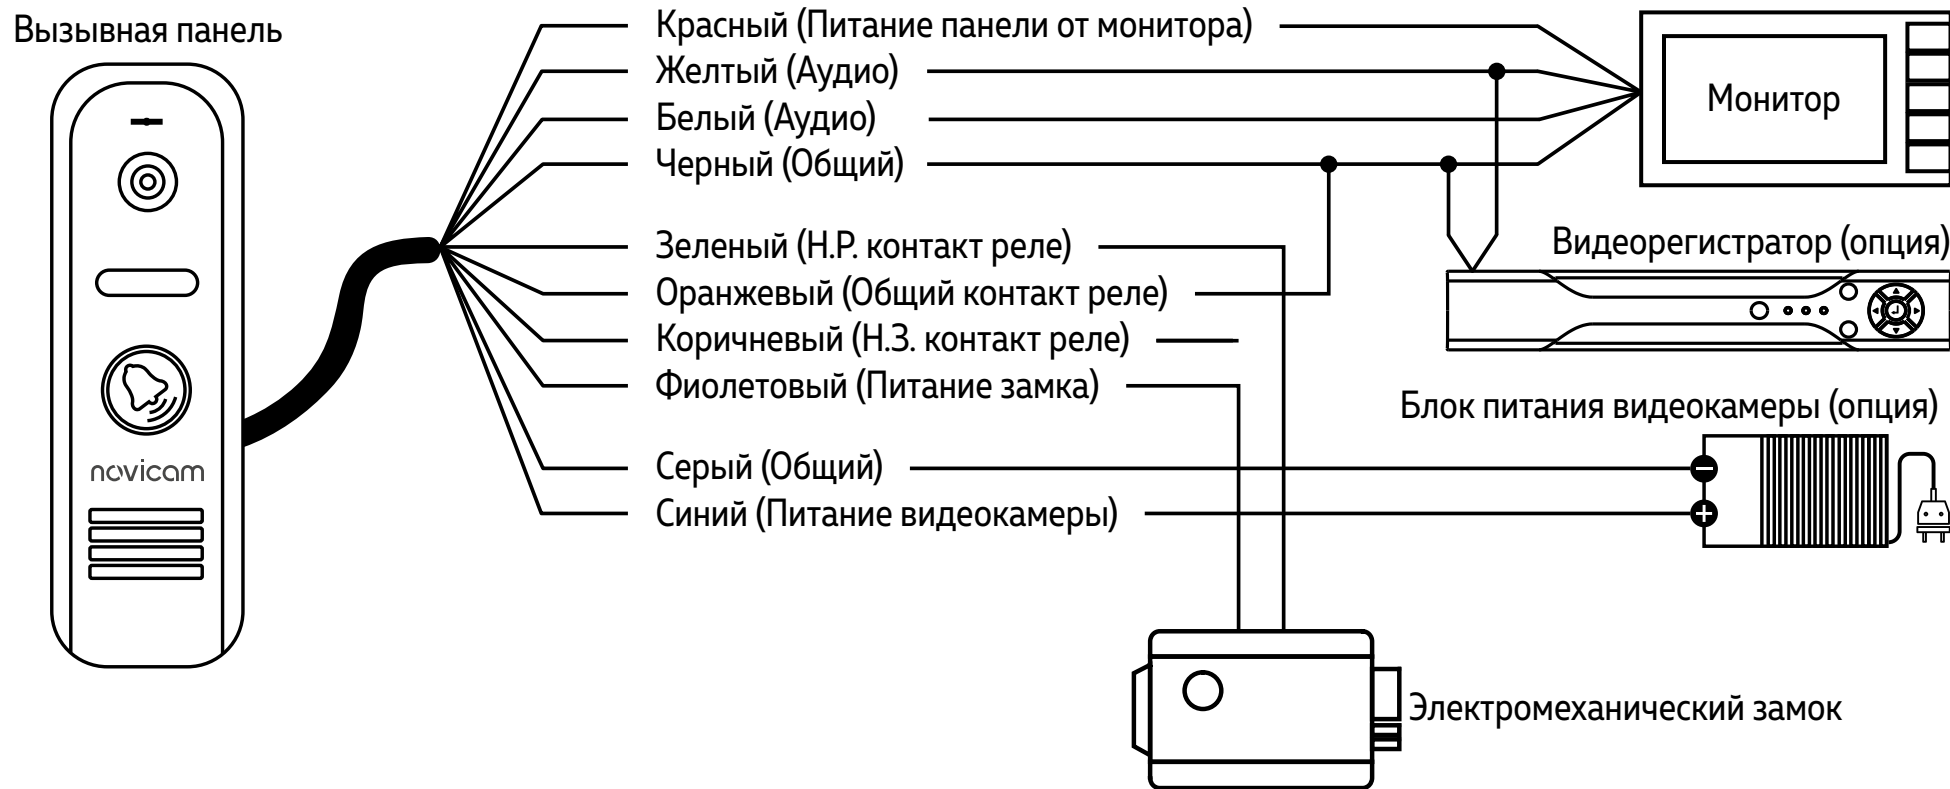 Вызывная панель
Красный (Питание панели от монитора)
Желтый (Аудио)
Белый (Аудио)
Черный (Общий)
Монитор
Зеленый (Н.Р. контакт реле)
Оранжевый (Общий контакт реле)
Коричневый (Н.З. контакт реле)
Фиолетовый (Питание замка)
Видеорегистратор (опция)
Блок питания видеокамеры (опция)
novicam
Серый (Общий)
Синий (Питание видеокамеры)
Электромеханический замок